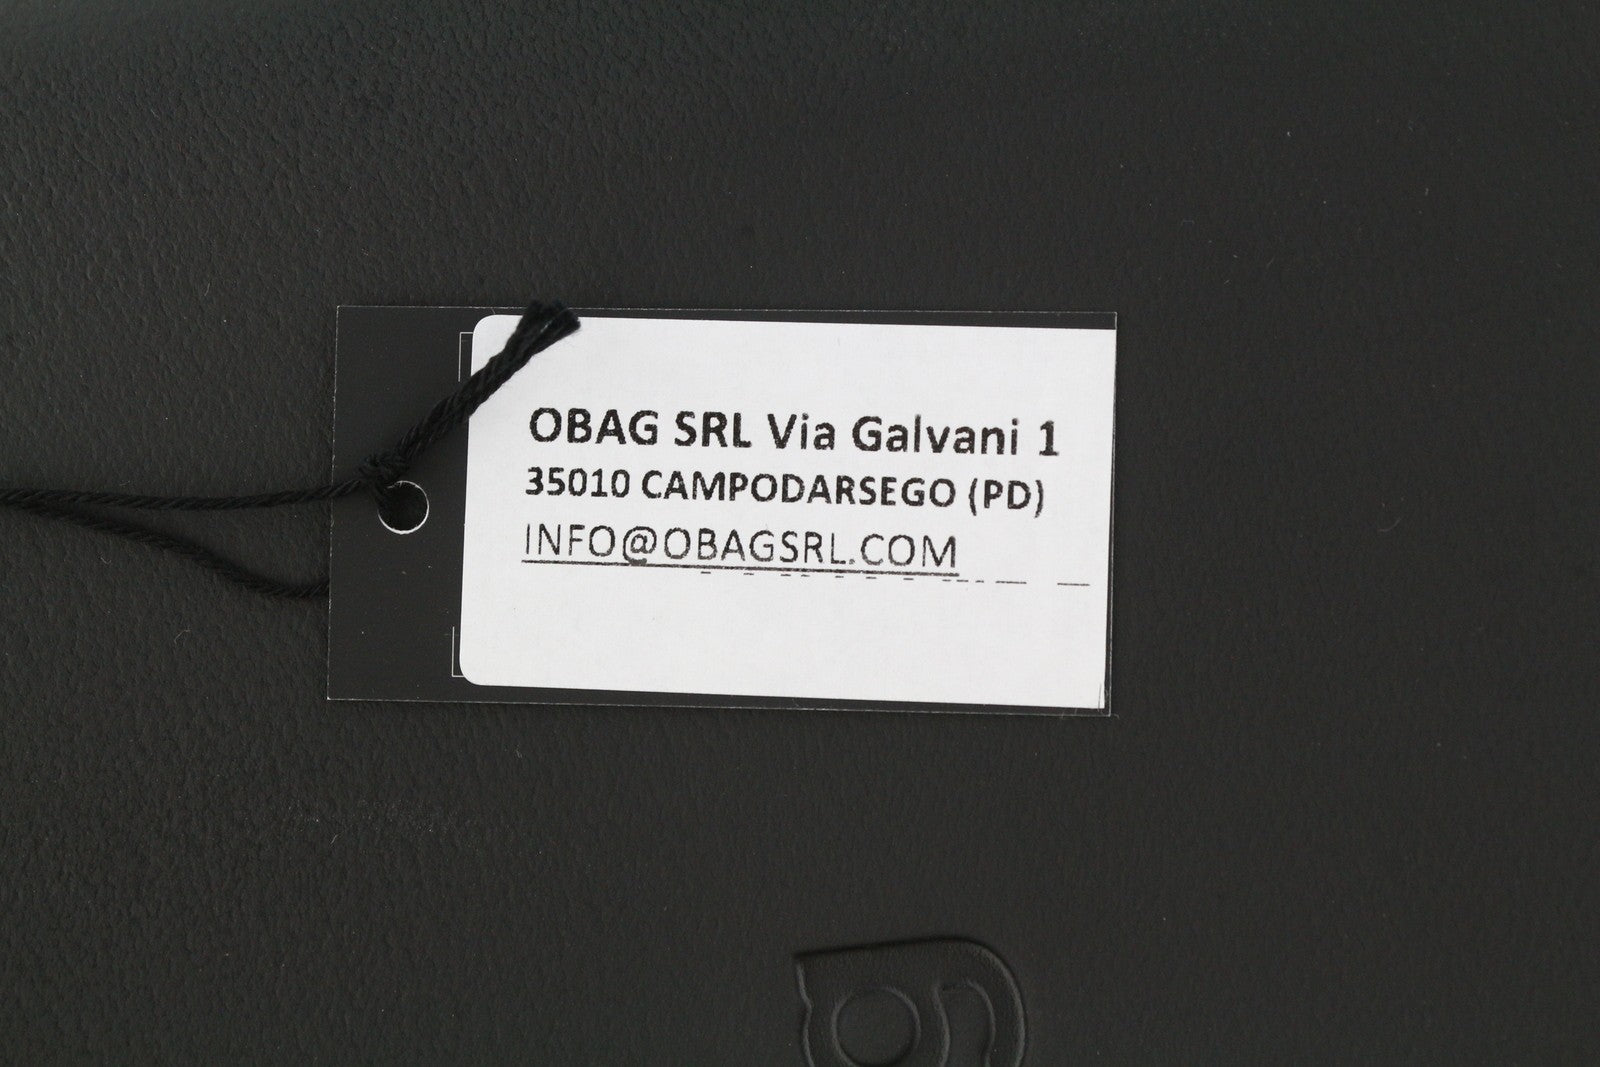 OBAG SRL Via Galvani 1
35010 CAMPODARSEGO (PD)
INFO@OBAGSRL.COM